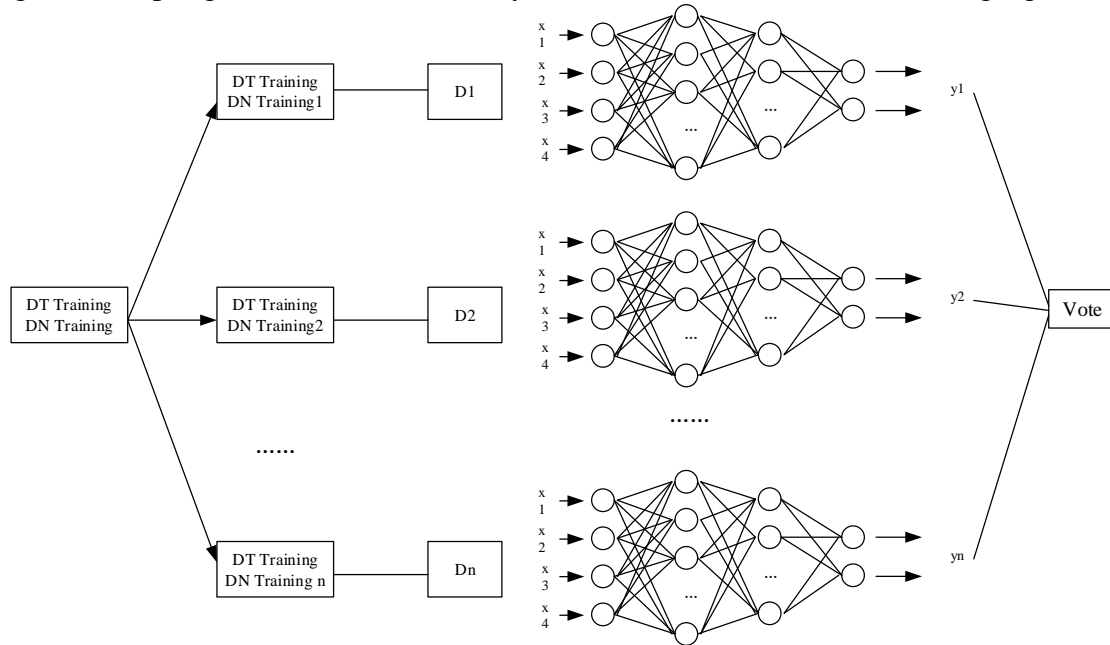 x
1
x
2
x
3
x
4
...
...
DT Training
DN Training1
D1
y1
x
1
x
2
x
3
x
4
...
...
DT Training
DN Training
DT Training
DN Training2
D2
y2
Vote
......
......
x
1
x
2
x
3
x
4
...
...
DT Training
DN Training n
Dn
yn